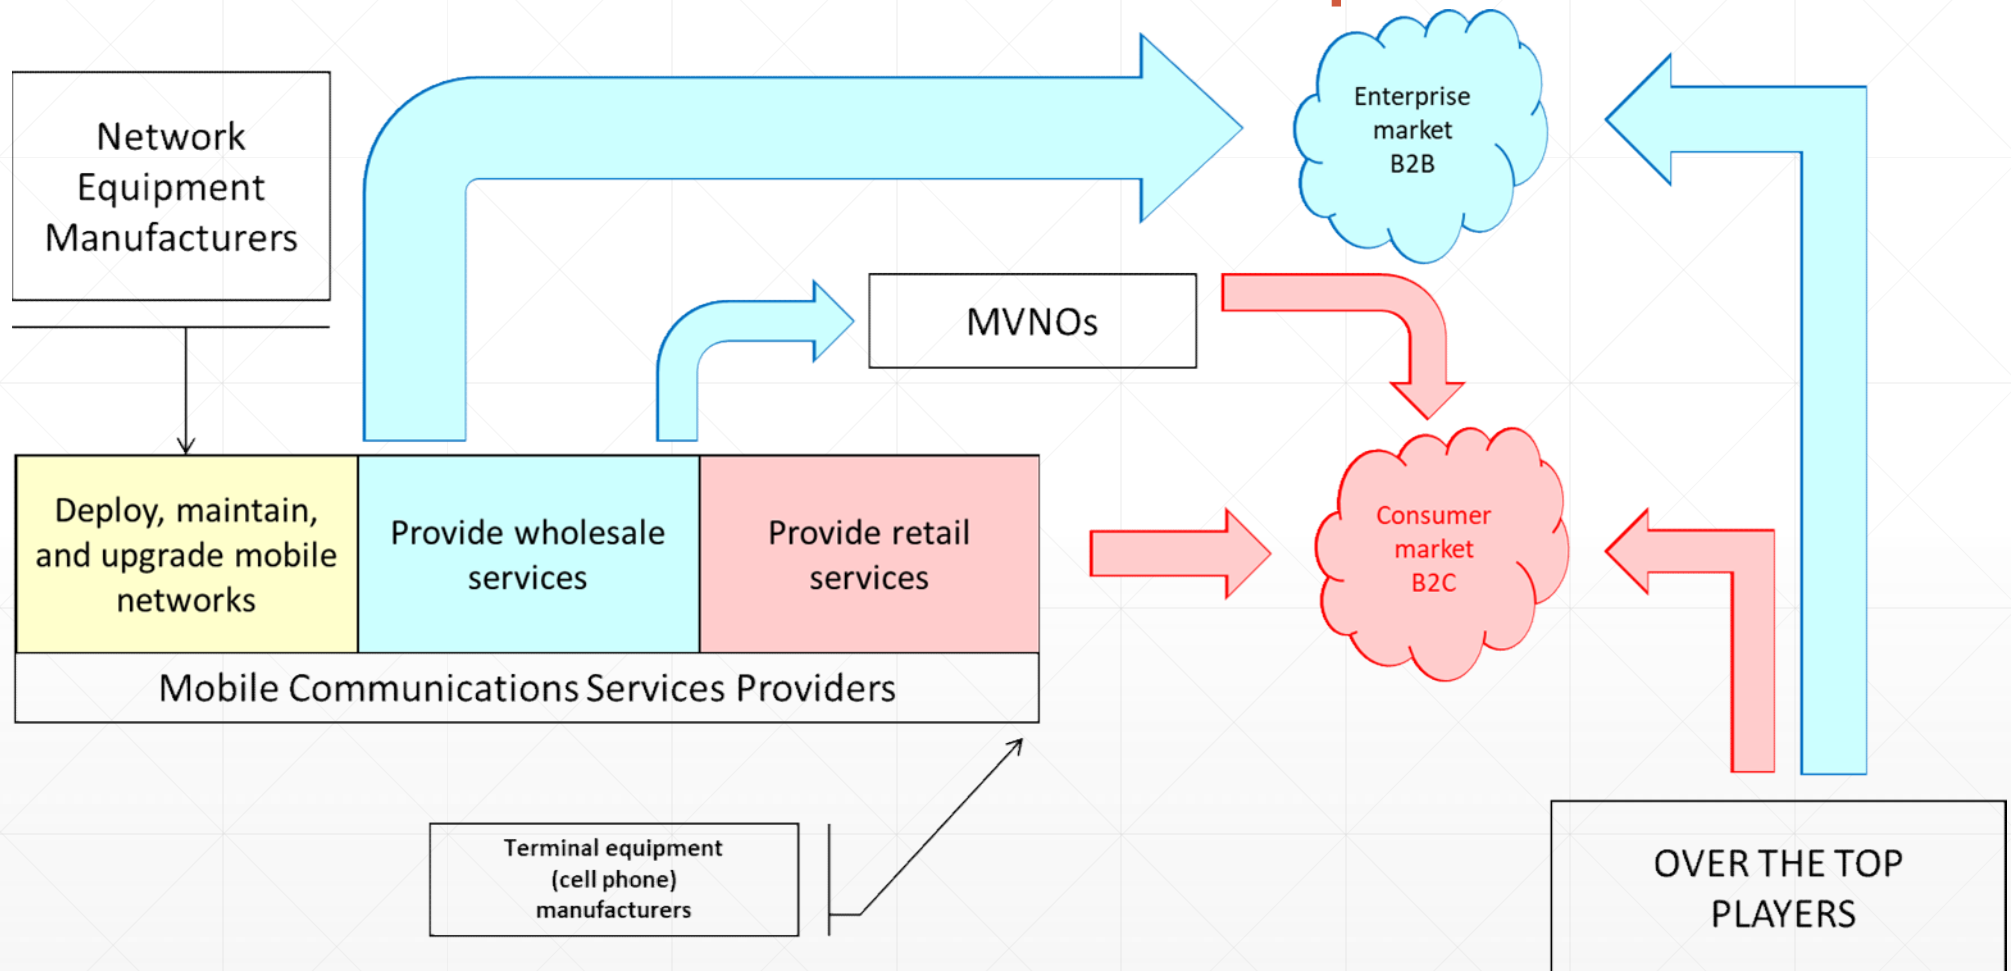 Network
Equipment
Manufacturers
Enterprise
market
B2B
MVNOs
Deploy, maintain,
and upgrade mobile
networks
Provide wholesale
services
Provide retail
services
Consumer
market
B2C
Mobile Communications Services Providers
Terminal equipment
(cell phone)
manufacturers
OVER THE TOP
PLAYERS